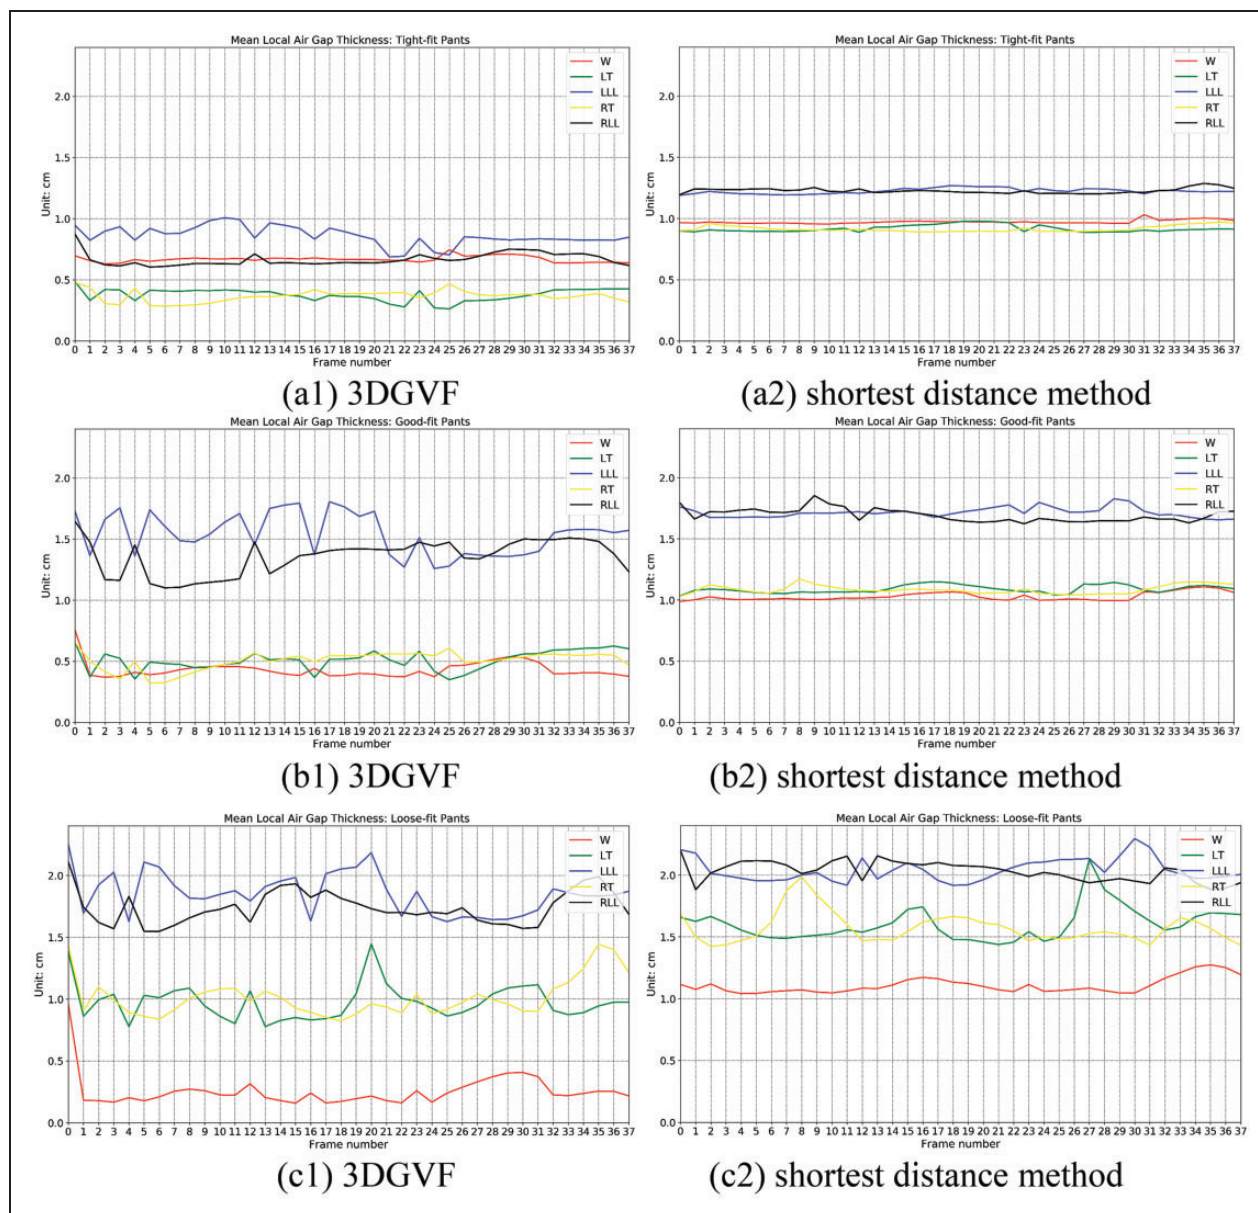 Mean Local Air Gap Thickness: Tight-fit Pants
W
LT
LLL
RT
RLL
2.0
1.5
1.0
0.5
0.0
Unit: cm
0 1 2 3 4 5 6 7 8 9 10 11 12 13 14 15 16 17 18 19 20 21 22 23 24 25 26 27 28 29 30 31 32 33 34 35 36 37
Frame number
(a1) 3DGVF
Mean Local Air Gap Thickness: Tight-fit Pants
W
LT
LLL
RT
RLL
2.0
1.5
1.0
0.5
0.0
Unit: cm
0 1 2 3 4 5 6 7 8 9 10 11 12 13 14 15 16 17 18 19 20 21 22 23 24 25 26 27 28 29 30 31 32 33 34 35 36 37
Frame number
(a2) shortest distance method
Mean Local Air Gap Thickness: Good-fit Pants
W
LT
LLL
RT
RLL
2.0
1.5
1.0
0.5
0.0
Unit: cm
0 1 2 3 4 5 6 7 8 9 10 11 12 13 14 15 16 17 18 19 20 21 22 23 24 25 26 27 28 29 30 31 32 33 34 35 36 37
Frame number
(b1) 3DGVF
Mean Local Air Gap Thickness: Good-fit Pants
W
LT
LLL
RT
RLL
2.0
1.5
1.0
0.5
0.0
Unit: cm
0 1 2 3 4 5 6 7 8 9 10 11 12 13 14 15 16 17 18 19 20 21 22 23 24 25 26 27 28 29 30 31 32 33 34 35 36 37
Frame number
(b2) shortest distance method
Mean Local Air Gap Thickness: Loose-fit Pants
W
LT
LLL
RT
RLL
2.0
1.5
1.0
0.5
0.0
Unit: cm
0 1 2 3 4 5 6 7 8 9 10 11 12 13 14 15 16 17 18 19 20 21 22 23 24 25 26 27 28 29 30 31 32 33 34 35 36 37
Frame number
(c1) 3DGVF
Mean Local Air Gap Thickness: Loose-fit Pants
W
LT
LLL
RT
RLL
2.0
1.5
1.0
0.5
0.0
Unit: cm
0 1 2 3 4 5 6 7 8 9 10 11 12 13 14 15 16 17 18 19 20 21 22 23 24 25 26 27 28 29 30 31 32 33 34 35 36 37
Frame number
(c2) shortest distance method